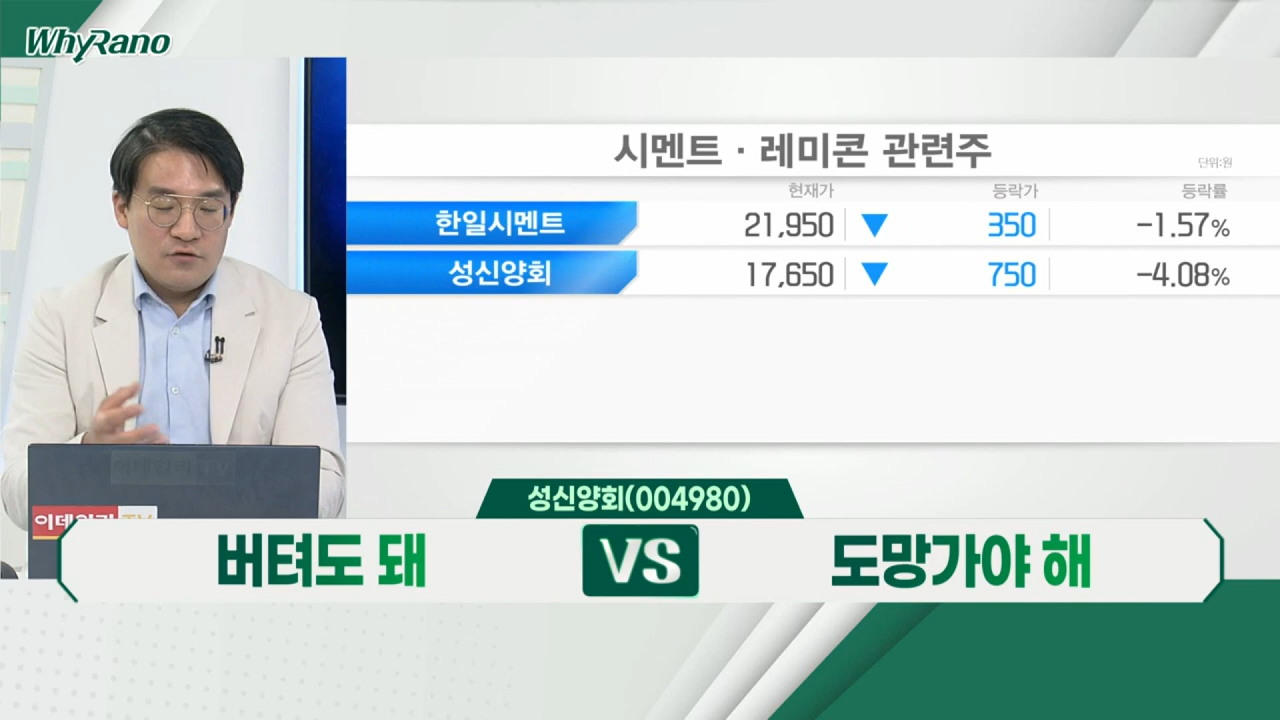 WhyRano
시멘트 · 레미콘 관련주
단위:원
현재가 등락가 등락률
한일시멘트 21,950 ▼ 350 -1.57%
성신양회 17,650 ▼ 750 -4.08%
성신양회(004980)
버텨도 돼 VS 도망가야 해